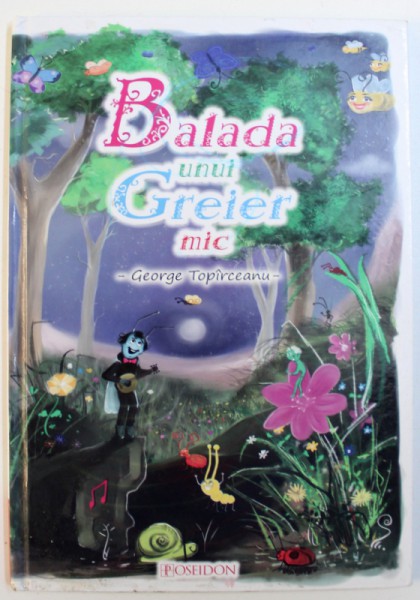 Balada
unui
Greier
mic
- George Topîrceanu -
POSEIDON